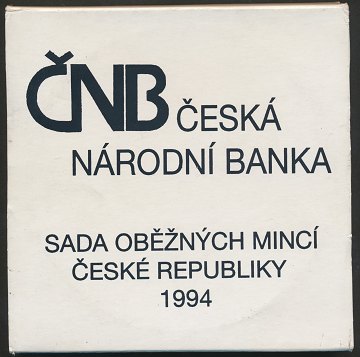 ČNB ČESKÁ
NÁRODNÍ BANKA
SADA OBĚŽNÝCH MINCÍ
ČESKÉ REPUBLIKY
1994